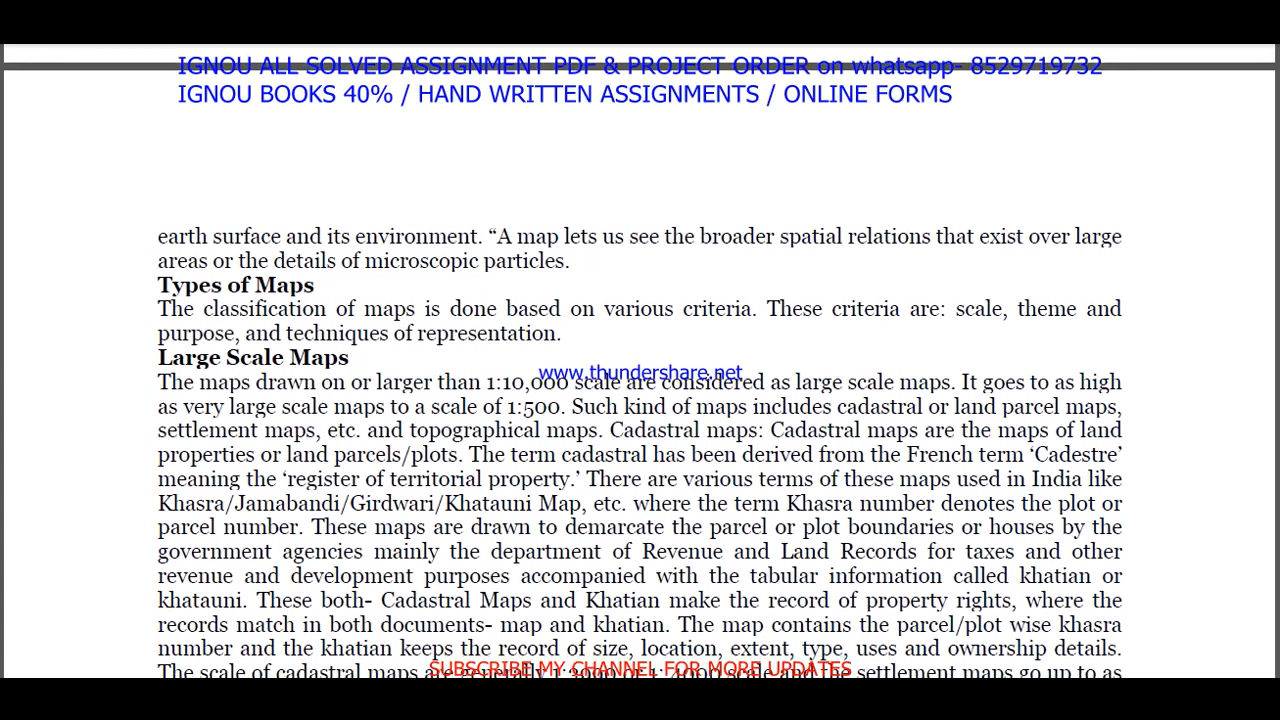 IGNOU ALL SOLVED ASSIGNMENT PDF & PROJECT ORDER on whatsapp- 8529719732
IGNOU BOOKS 40% / HAND WRITTEN ASSIGNMENTS / ONLINE FORMS
earth surface and its environment. “A map lets us see the broader spatial relations that exist over large
areas or the details of microscopic particles.
Types of Maps
The classification of maps is done based on various criteria. These criteria are: scale, theme and
purpose, and techniques of representation.
Large Scale Maps
www.thundershare.net
The maps drawn on or larger than 1:10,000 scale are considered as large scale maps. It goes to as high
as very large scale maps to a scale of 1:500. Such kind of maps includes cadastral or land parcel maps,
settlement maps, etc. and topographical maps. Cadastral maps: Cadastral maps are the maps of land
properties or land parcels/plots. The term cadastral has been derived from the French term ‘Cadestre’
meaning the ‘register of territorial property.’ There are various terms of these maps used in India like
Khasra/Jamabandi/Girdwari/Khatauni Map, etc. where the term Khasra number denotes the plot or
parcel number. These maps are drawn to demarcate the parcel or plot boundaries or houses by the
government agencies mainly the department of Revenue and Land Records for taxes and other
revenue and development purposes accompanied with the tabular information called khatian or
khatauni. These both- Cadastral Maps and Khatian make the record of property rights, where the
records match in both documents- map and khatian. The map contains the parcel/plot wise khasra
number and the khatian keeps the record of size, location, extent, type, uses and ownership details.
The scale of cadastral maps are generally scale and the settlement maps go up to as
SUBSCRIBE MY CHANNEL FOR MORE UPDATES